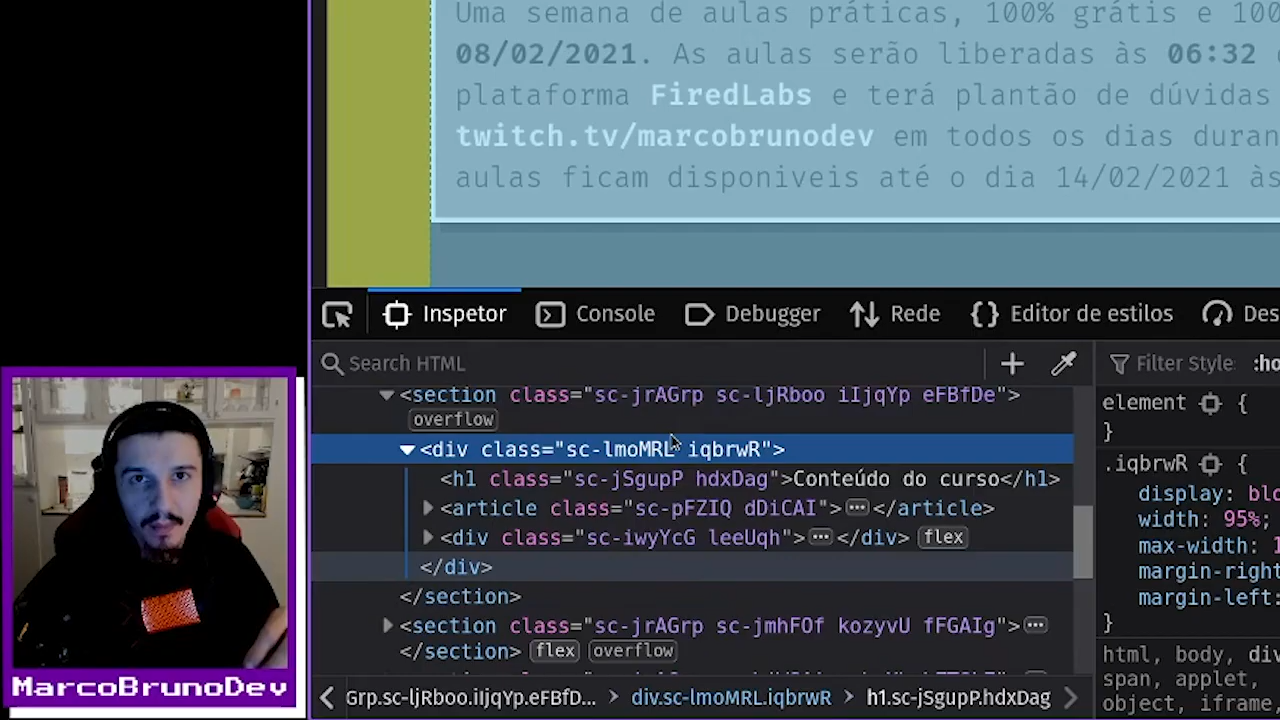 Uma semana de aulas práticas, 100% grátis e 100
08/02/2021. As aulas serão liberadas às 06:32
plataforma FiredLabs e terá plantão de dúvidas
twitch.tv/marcobrunodev em todos os dias duran
aulas ficam disponiveis até o dia 14/02/2021 às
Inspetor Console Debugger Rede {} Editor de estilos Des
Search HTML + Filter Style :ho
<section class="sc-jrAGrp sc-ljRboo iIjqYp eFBfDe">
overflow
<div class="sc-lmoMRL iqbrwR">
<h1 class="sc-jSgupP hdxDag">Conteúdo do curso</h1>
<article class="sc-pFZIQ dDiCAI">…</article>
<div class="sc-iwyYcG leeUqh">…</div> flex
</div>
</section>
<section class="sc-jrAGrp sc-jmhFOf kozyvU fFGAIg">…
</section> flex overflow
Grp.sc-ljRboo.iIjqYp.eFBfD... > div.sc-lmoMRL.iqbrwR > h1.sc-jSgupP.hdxDag
element {
}
.iqbrwR {
display: blo
width: 95%;
max-width: 1
margin-right
margin-left:
}
html, body, div
span, applet,
object, iframe,
MarcoBrunoDev